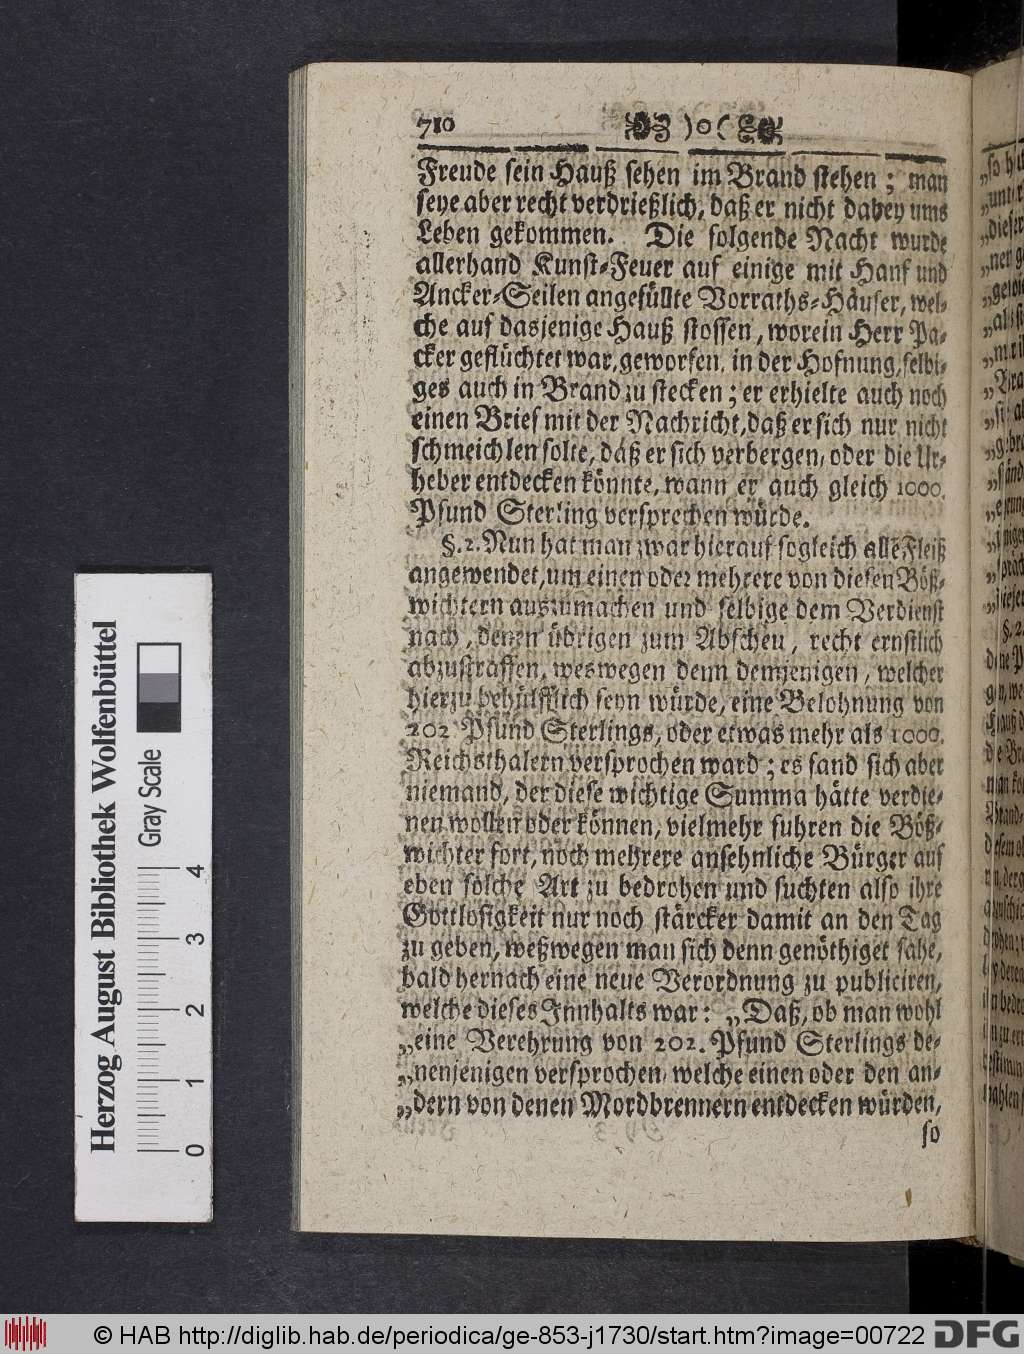 710 )o(
Freude sein Hauß sehen im Brand stehen; man
seye aber recht verdrießlich, daß er nicht dabey ums
Leben gekommen. Die folgende Nacht wurde
allerhand Kunst-Feuer auf einige mit Hanf und
Ancker-Seilen angefüllte Vorraths-Häuser, wel-
che auf dasjenige Hauß stossen, worein Herr Pa-
cker geflüchtet war, geworfen, in der Hofnung, selbi-
ges auch in Brand zu stecken; er erhielte auch noch
einen Brief mit der Nachricht, daß er sich nur nicht
schmeichlen solte, daß er sich verbergen, oder die Ur-
heber entdecken könnte, wann er auch gleich 1000.
Pfund Sterling versprechen würde.
§. 2. Nun hat man zwar hierauf sogleich alle Fleiß
angewendet, um einen oder mehrere von diesen Böß-
wichtern auszumachen und selbige dem Verdienst
nach, denen übrigen zum Abscheu, recht ernstlich
abzustraffen, weswegen denn demjenigen, welcher
hierzu behülfflich seyn würde, eine Belohnung von
202 Pfund Sterlings, oder etwas mehr als 1000.
Reichsthalern versprochen ward; es fand sich aber
niemand, der diese wichtige Summa hätte verdie-
nen wollen oder können, vielmehr fuhren die Böß-
wichter fort, noch mehrere ansehnliche Bürger auf
eben solche Art zu bedrohen und suchten also ihre
Gottlosigkeit nur noch stärcker damit an den Tag
zu geben, weßwegen man sich denn genöthiget sahe,
bald hernach eine neue Verordnung zu publiciren,
welche dieses Innhalts war: „Daß, ob man wohl
„eine Verehrung von 202. Pfund Sterlings de-
„nenjenigen versprochen, welche einen oder den an-
„dern von denen Mordbrennern entdecken würden,
so
Herzog August Bibliothek Wolfenbüttel
Gray Scale
0 1 2 3 4
© HAB http://diglib.hab.de/periodica/ge-853-j1730/start.htm?image=00722 DFG